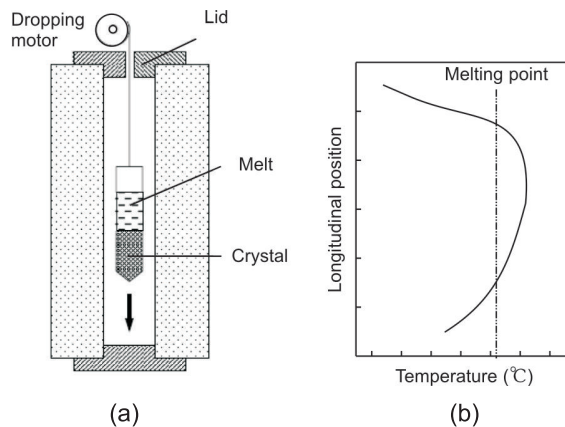 Dropping
motor
Lid
Melt
Crystal
(a)
Melting point
Longitudinal position
Temperature (℃)
(b)